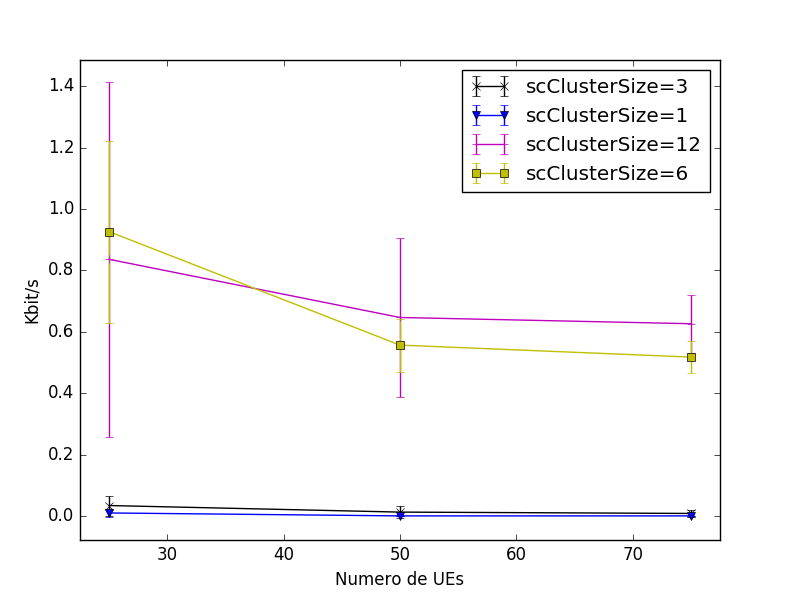 scClusterSize=3
scClusterSize=1
scClusterSize=12
scClusterSize=6
1.4
1.2
1.0
0.8
0.6
0.4
0.2
0.0
Kbit/s
30 40 50 60 70
Numero de UEs